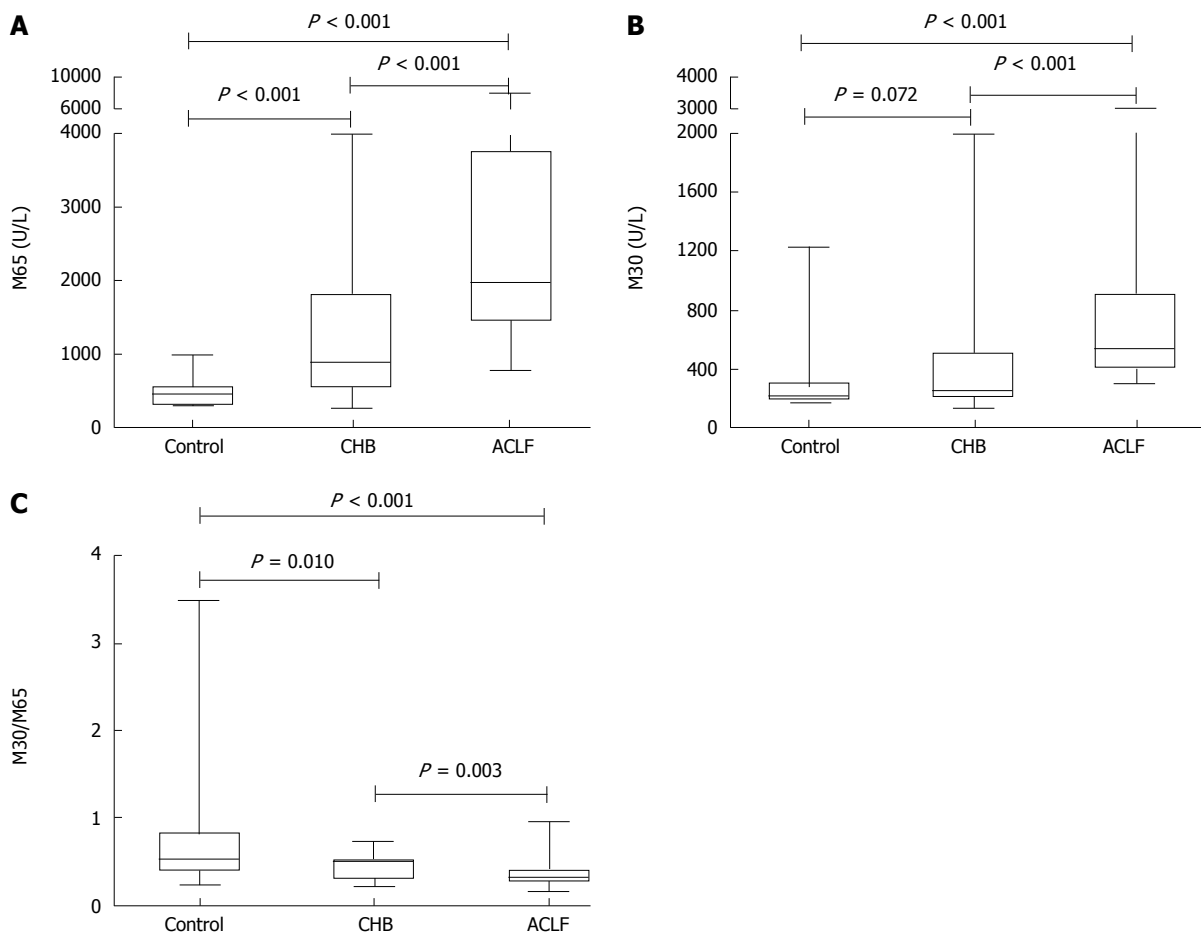 A
P < 0.001
P < 0.001
P < 0.001
10000
6000
4000
3000
2000
1000
0
M65 (U/L)
Control CHB ACLF
B
P < 0.001
P < 0.001
P = 0.072
4000
3000
2000
1600
1200
800
400
0
M30 (U/L)
Control CHB ACLF
C
P < 0.001
P = 0.010
P = 0.003
4
3
2
1
0
M30/M65
Control CHB ACLF